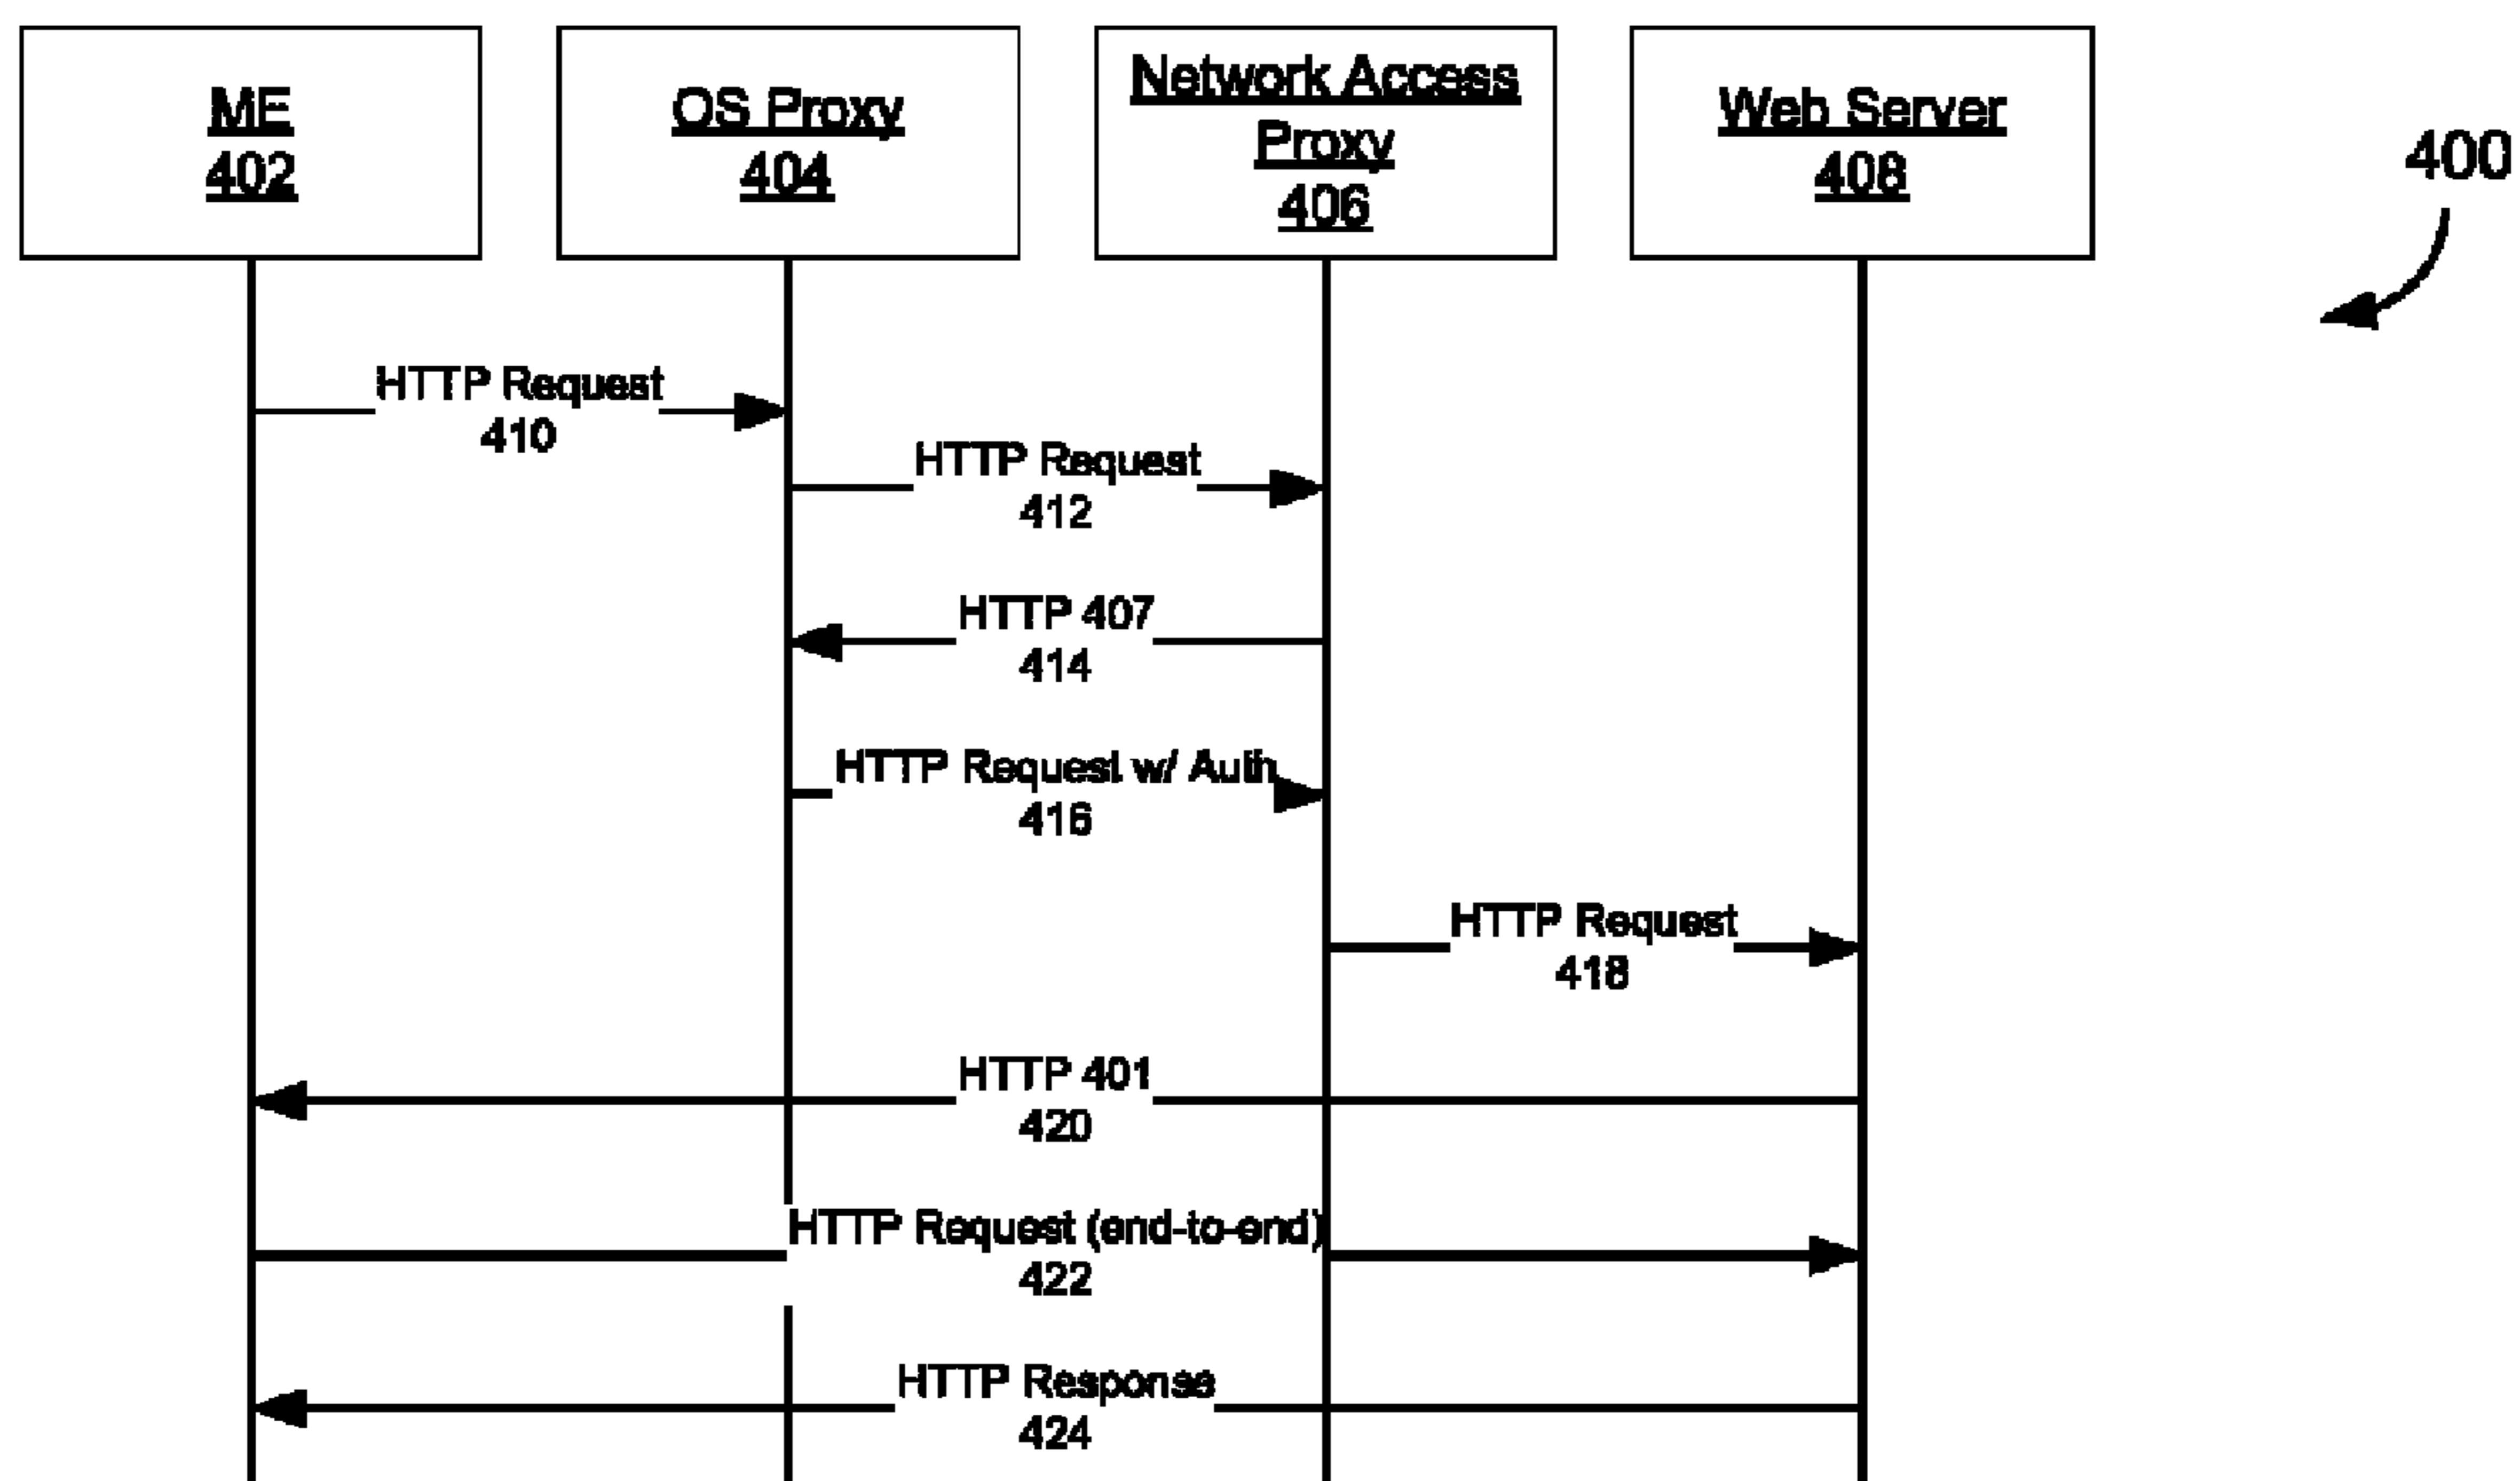 ME
402
OS Proxy
404
Network Access
Proxy
406
Web Server
408
400
HTTP Request
410
HTTP Request
412
HTTP 407
414
HTTP Request w/ Auth
416
HTTP Request
418
HTTP 401
420
HTTP Request (end-to-end)
422
HTTP Response
424